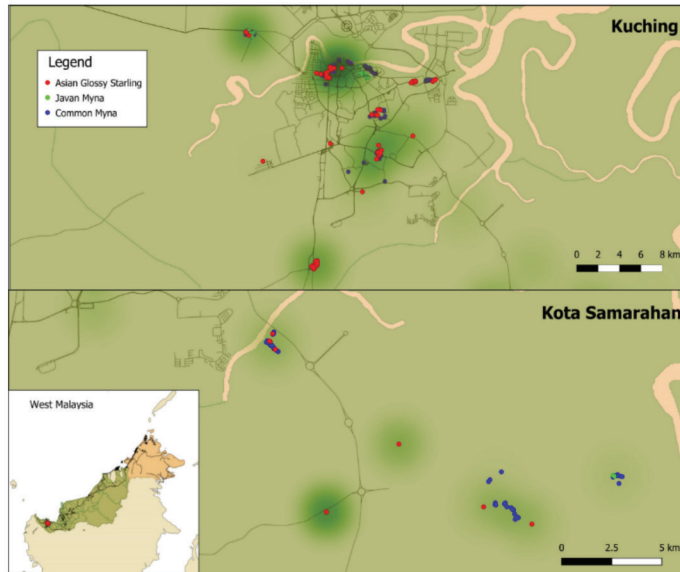 Kuching
Legend
Asian Glossy Starling
Javan Myna
Common Myna
0 2 4 6 8 km
Kota Samarahan
West Malaysia
0 2.5 5 km